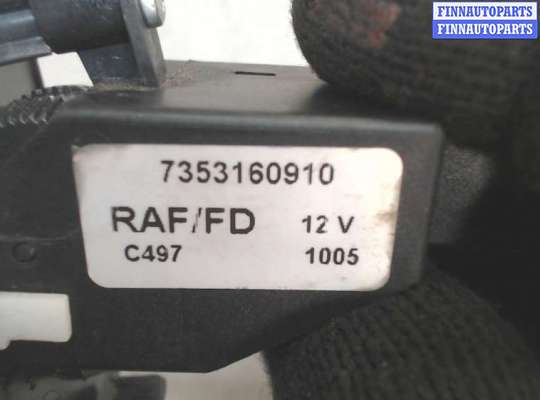 FINNAUTOPARTS
FINNAUTOPARTS
7353160910
RAF/FD 12 V
C497 1005